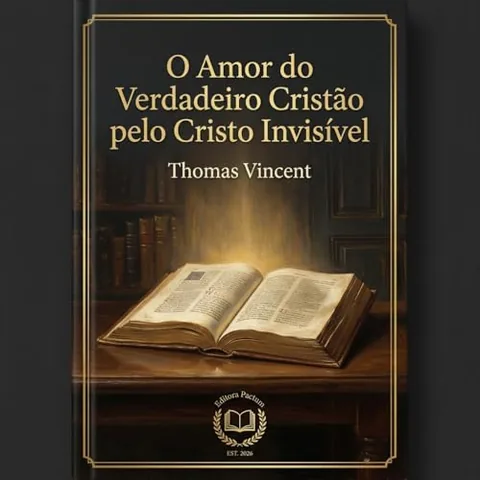 O Amor do
Verdadeiro Cristão
pelo Cristo Invisível
Thomas Vincent
Editora Pactum
EST. 2026